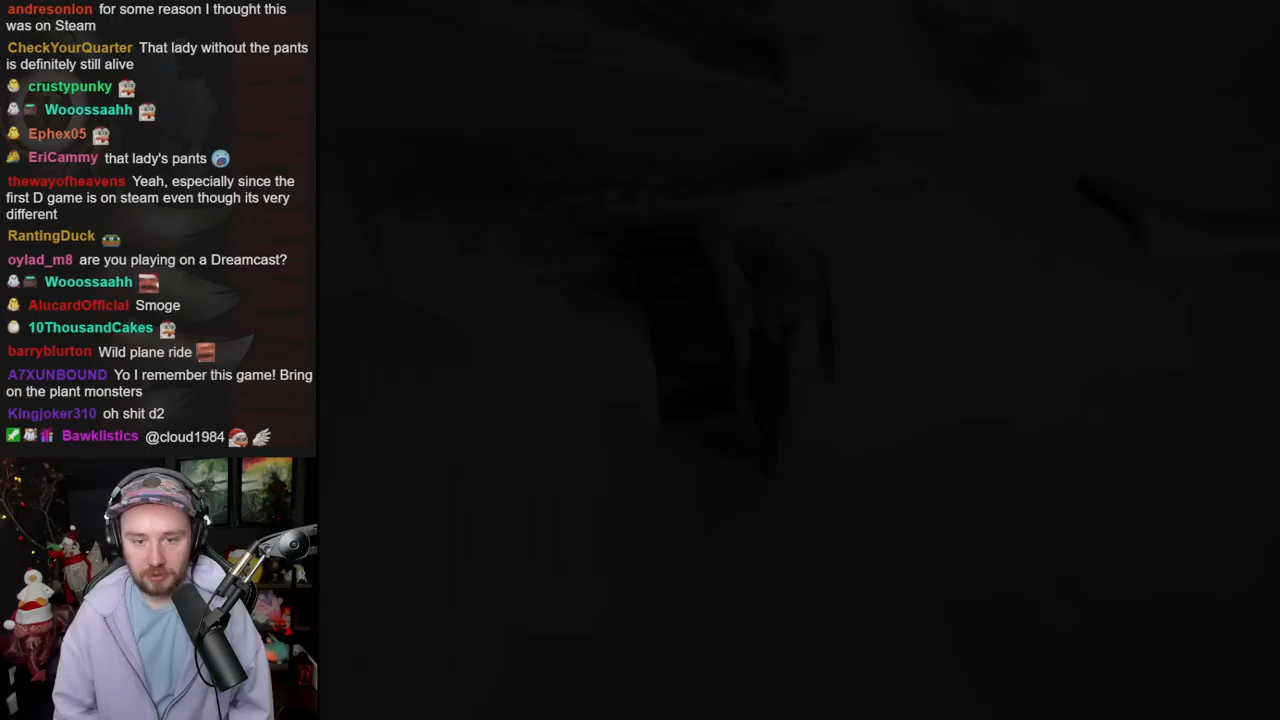 andresonion for some reason I thought this
was on Steam
CheckYourQuarter That lady without the pants
is definitely still alive
crustypunky
Wooossaahh
Ephex05
EriCammy that lady's pants
thewayofheavens Yeah, especially since the
first D game is on steam even though its very
different
RantingDuck
oylad_m8 are you playing on a Dreamcast?
Wooossaahh
AlucardOfficial Smoge
10ThousandCakes
barryblurton Wild plane ride
A7XUNBOUND Yo I remember this game! Bring
on the plant monsters
Kingjoker310 oh shit d2
Bawklistics @cloud1984